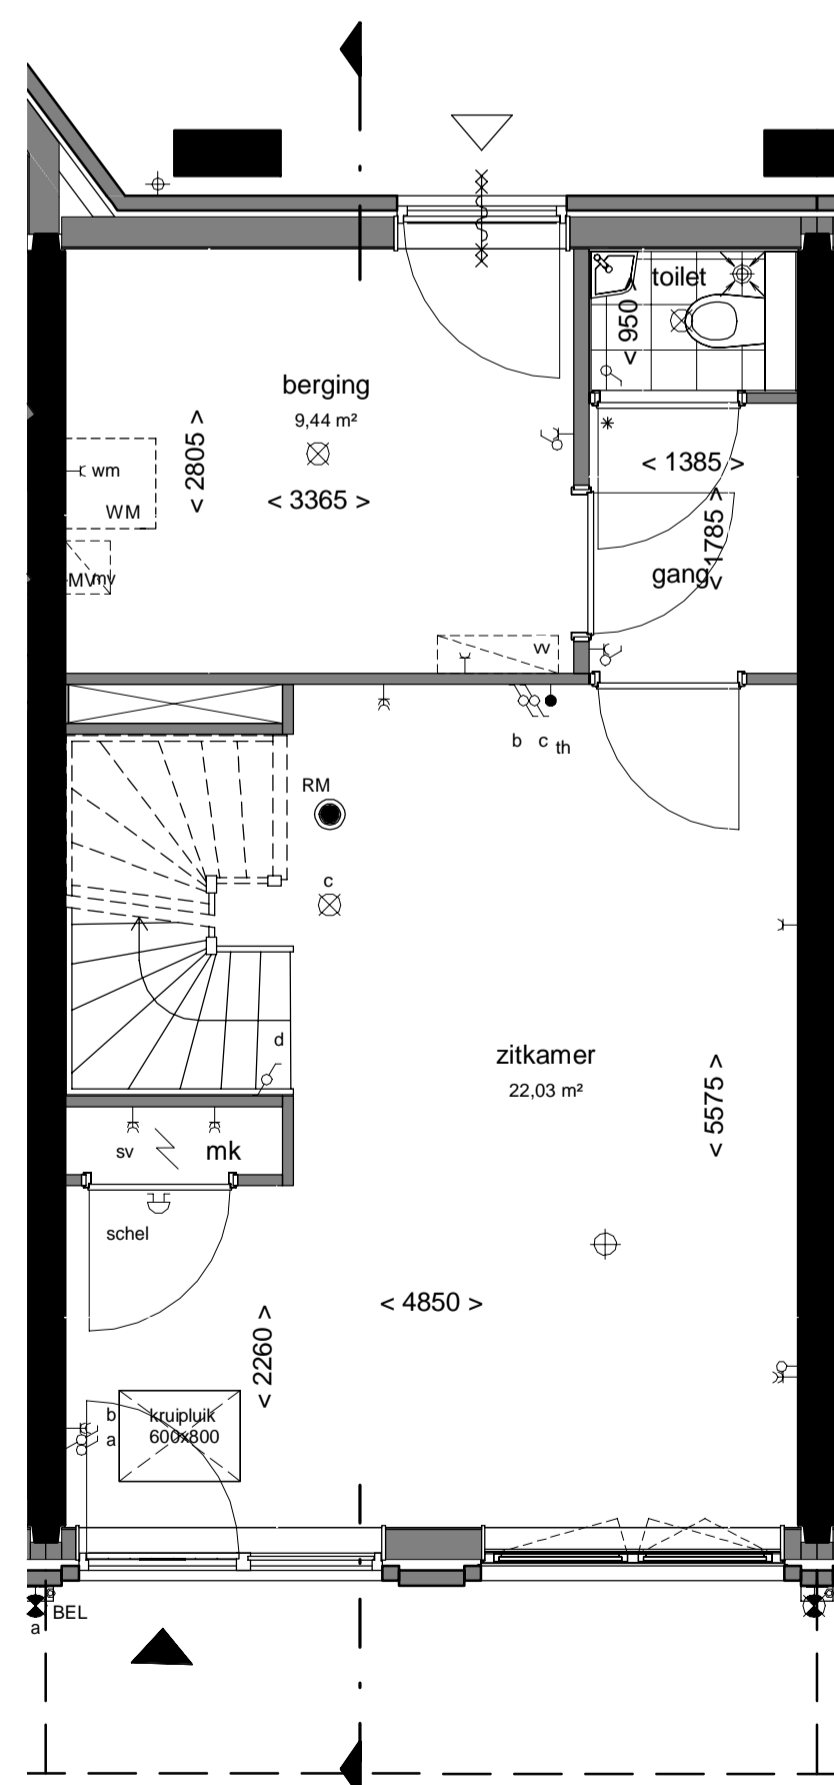 toilet
< 950 >
berging
9,44 m²
< 2805 >
< 3365 >
wm
WM
MV
mv
*
< 1385 >
< 1785 >
gang
vv
b c th
RM
c
d
zitkamer
22,03 m²
< 5575 >
sv
mk
schel
< 4850 >
< 2260 >
b
a
kruipluik
600x800
BEL
a